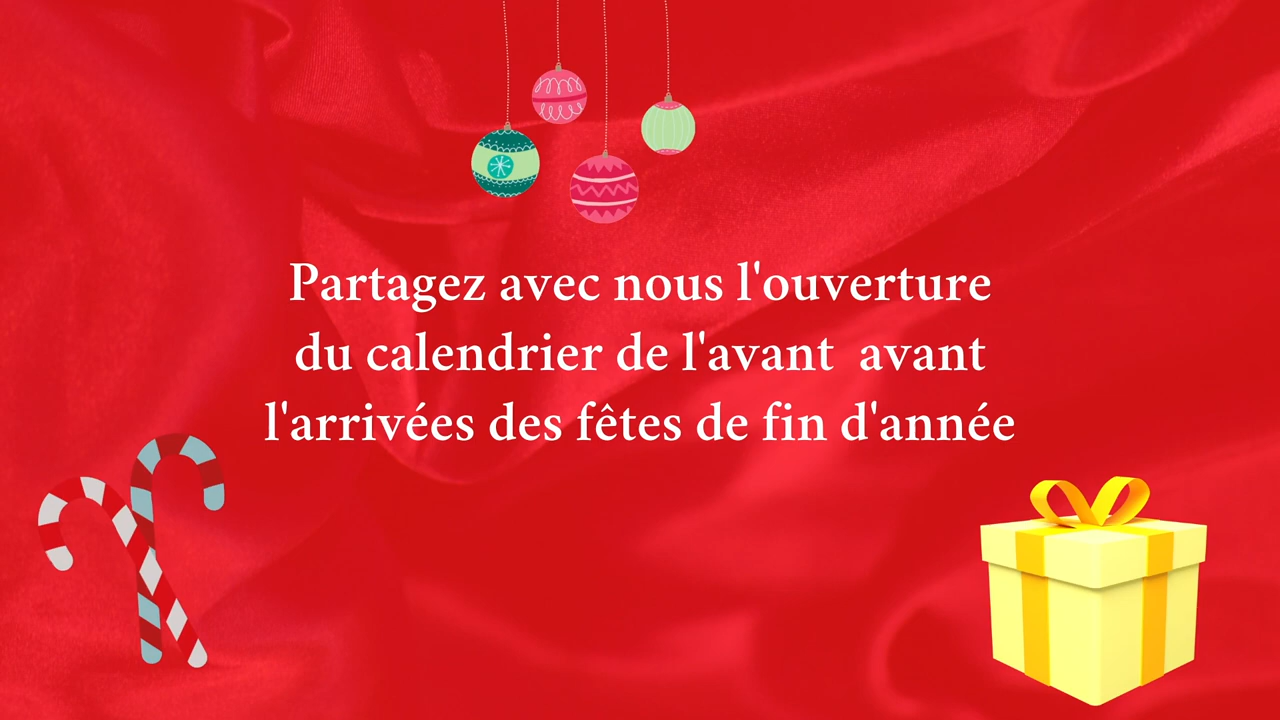 Partagez avec nous l'ouverture
du calendrier de l'avant  avant
l'arrivées des fêtes de fin d'année